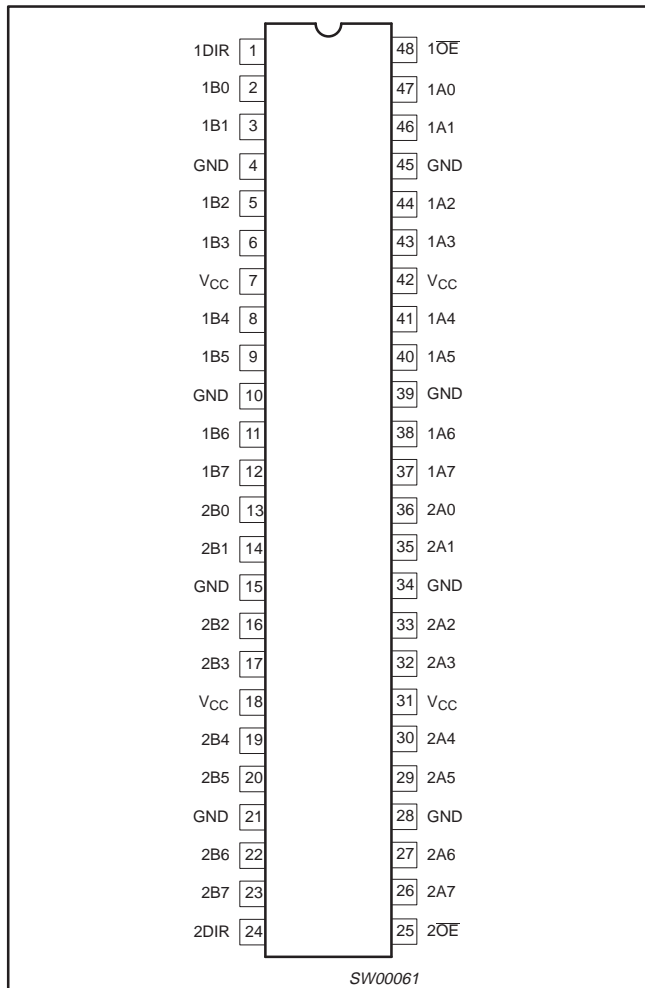 1DIR 1 48 1O̅E̅
1B0 2 47 1A0
1B1 3 46 1A1
GND 4 45 GND
1B2 5 44 1A2
1B3 6 43 1A3
VCC 7 42 VCC
1B4 8 41 1A4
1B5 9 40 1A5
GND 10 39 GND
1B6 11 38 1A6
1B7 12 37 1A7
2B0 13 36 2A0
2B1 14 35 2A1
GND 15 34 GND
2B2 16 33 2A2
2B3 17 32 2A3
VCC 18 31 VCC
2B4 19 30 2A4
2B5 20 29 2A5
GND 21 28 GND
2B6 22 27 2A6
2B7 23 26 2A7
2DIR 24 25 2O̅E̅
SW00061